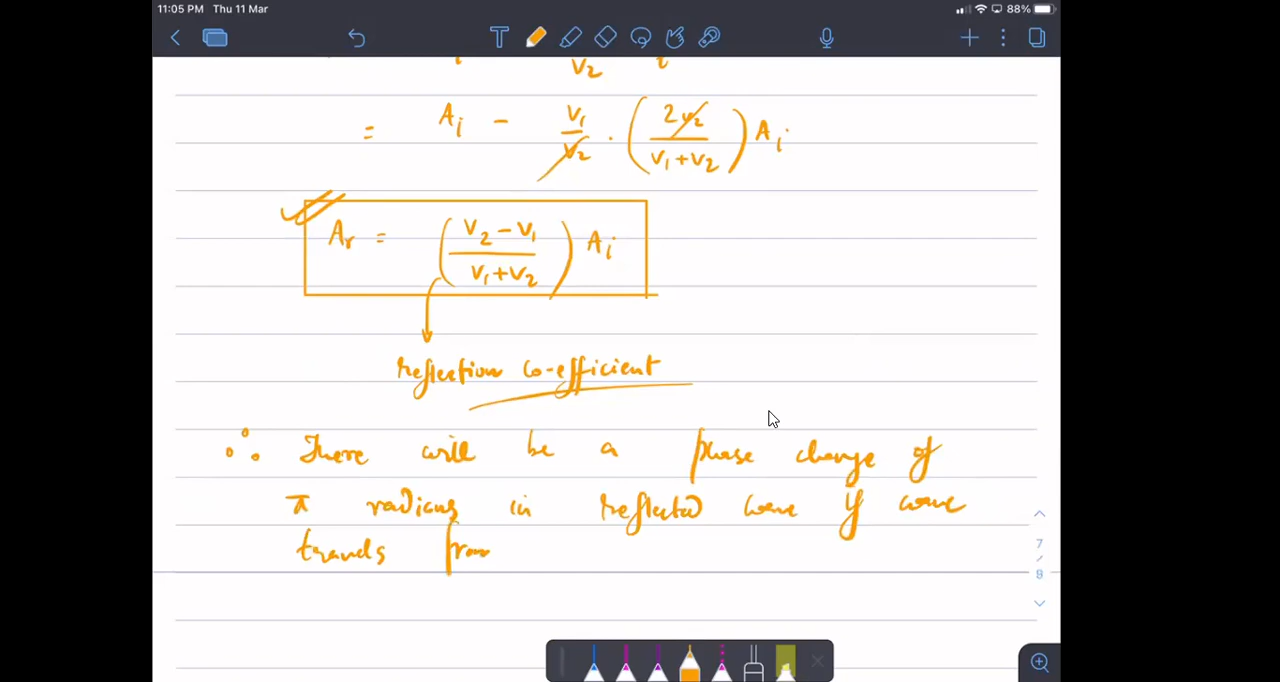 11:05 PM Thu 11 Mar 88%
V2
= Ai - V1/V2 . (2V2/V1+V2) Ai
Ar = (V2-V1/V1+V2) Ai
reflection co-efficient
∴ There will be a phase change of
π radians in reflected wave if wave
travels from
7
9